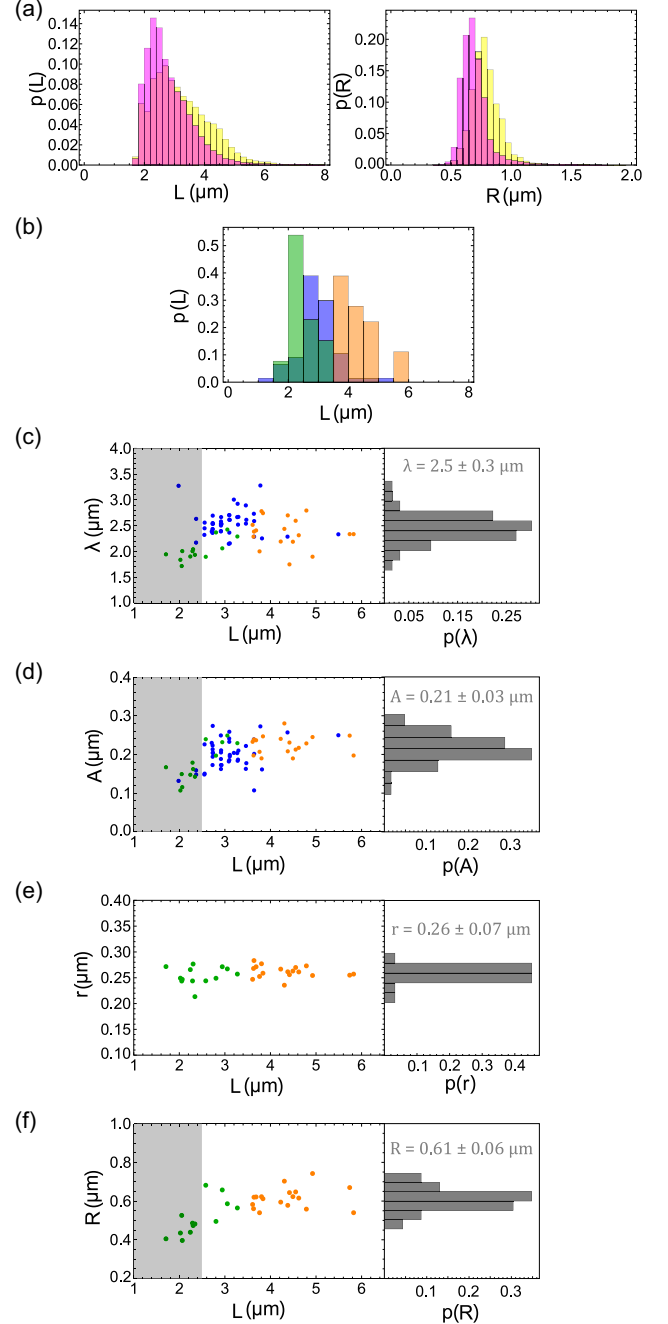 (a)
0.14
0.12
0.10
0.08
0.06
0.04
0.02
0.00
p(L)
0 2 4 6 8
L (μm)
0.20
0.15
0.10
0.05
0.00
p(R)
0.0 0.5 1.0 1.5 2.0
R(μm)
(b)
0.5
0.4
0.3
0.2
0.1
0.0
p(L)
0 2 4 6 8
L(μm)
(c)
4.0
3.5
3.0
2.5
2.0
1.5
1.0
λ (μm)
1 2 3 4 5 6
L(μm)
λ = 2.5 ± 0.3 μm
0.05 0.15 0.25
p(λ)
(d)
0.4
0.3
0.2
0.1
0.0
A(μm)
1 2 3 4 5 6
L(μm)
A = 0.21 ± 0.03 μm
0.1 0.2 0.3
p(A)
(e)
0.40
0.35
0.30
0.25
0.20
0.15
0.10
r(μm)
1 2 3 4 5 6
L(μm)
r = 0.26 ± 0.07 μm
0.1 0.2 0.3 0.4
p(r)
(f)
1.0
0.8
0.6
0.4
0.2
R (μm)
1 2 3 4 5 6
L(μm)
R = 0.61 ± 0.06 μm
0.1 0.2 0.3
p(R)